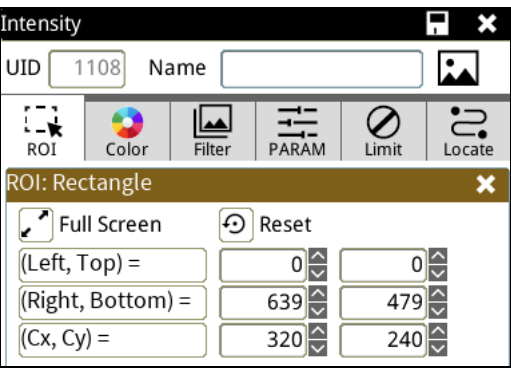 Intensity
UID 1108 Name
ROI Color Filter PARAM Limit Locate
ROI: Rectangle
Full Screen Reset
(Left, Top) = 0 0
(Right, Bottom) = 639 479
(Cx, Cy) = 320 240